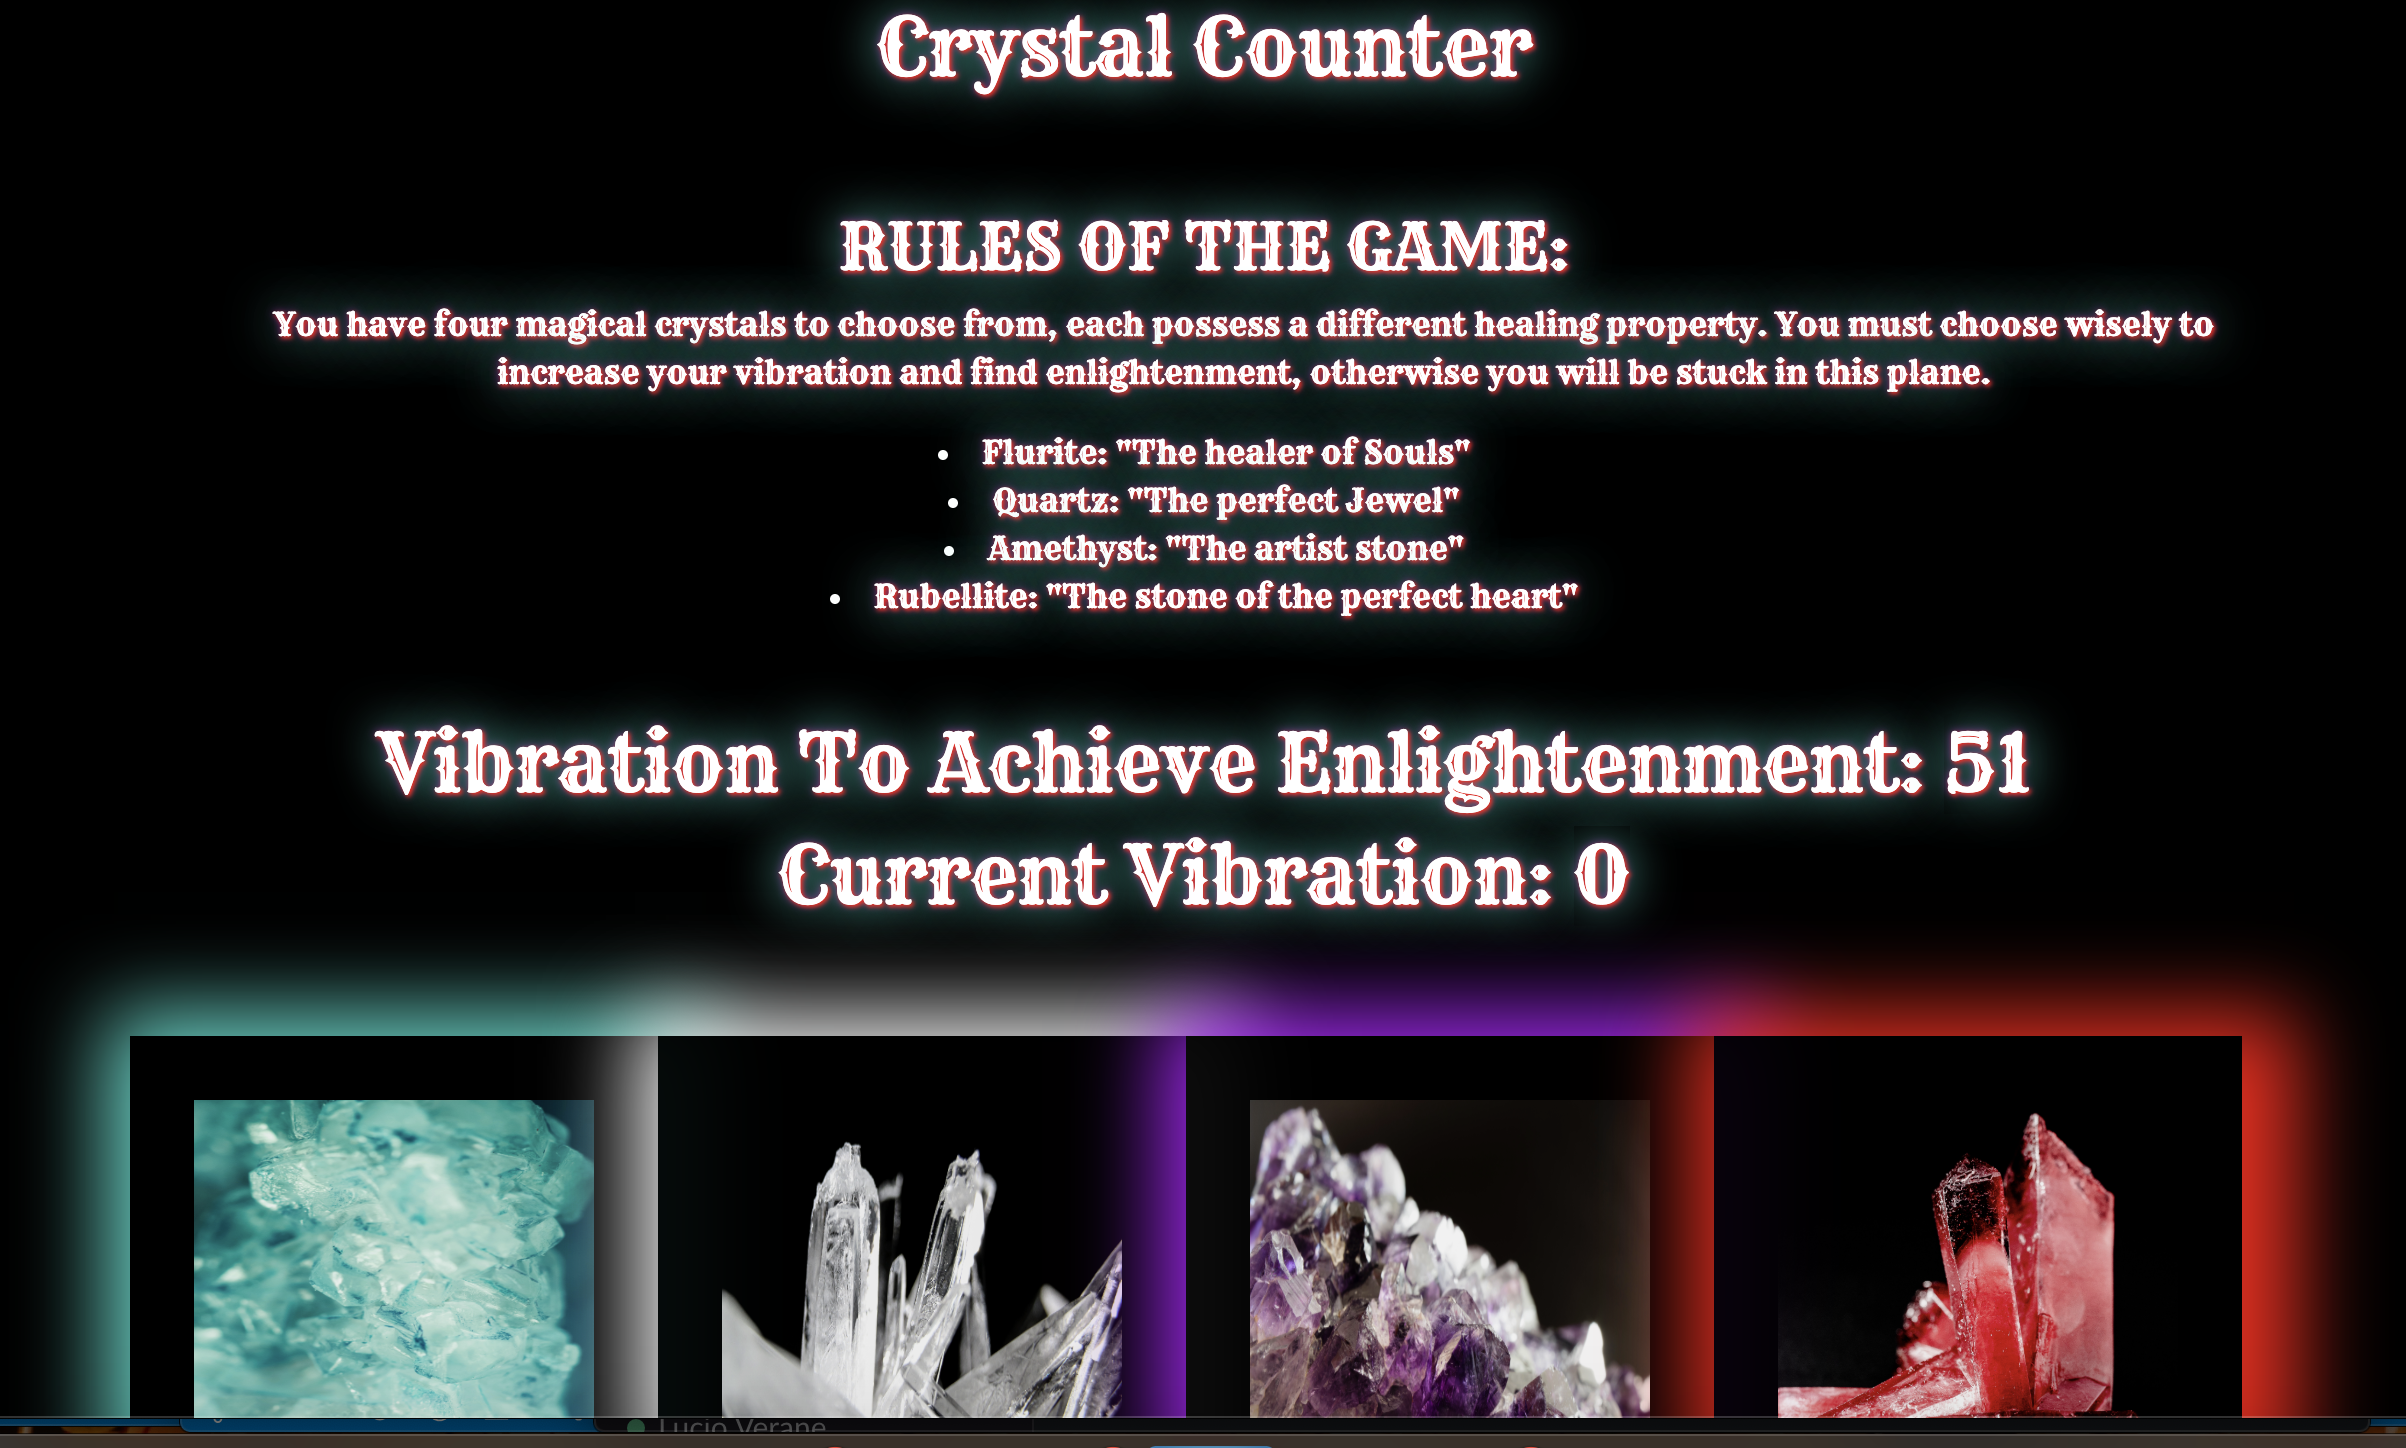 Crystal Counter
RULES OF THE GAME:
You have four magical crystals to choose from, each possess a different healing property. You must choose wisely to
increase your vibration and find enlightenment, otherwise you will be stuck in this plane.
Flurite: "The healer of Souls"
Quartz: "The perfect Jewel"
Amethyst: "The artist stone"
Rubellite: "The stone of the perfect heart"
Vibration To Achieve Enlightenment: 51
Current Vibration: 0
Lucio Verane